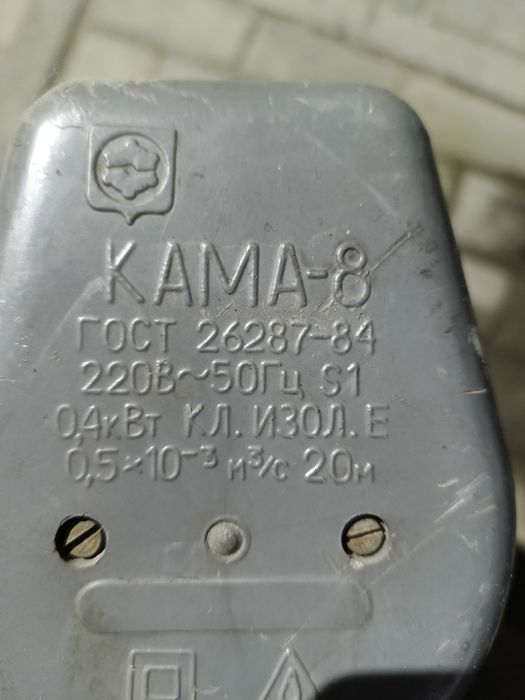 КАМА-8
ГОСТ 26287-84
220В~50Гц S1
0,4кВт КЛ. ИЗОЛ. Е
0,5×10⁻³ м³/с 20м